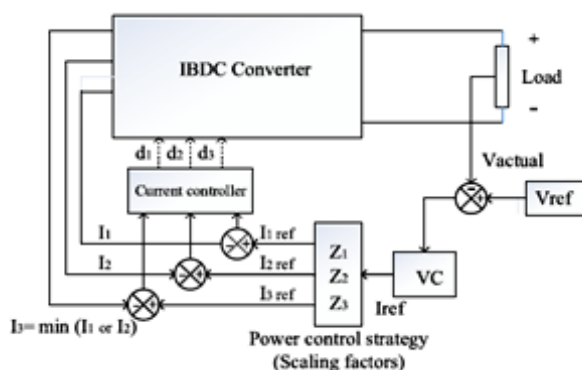 IBDC Converter
+
Load
-
d1 d2 d3
Vactual
Current controller
-
+
Vref
I1
- +
I1 ref
Z1
I2
- +
I2 ref
Z2
VC
I3 ref
Z3
Iref
- +
I3= min (I1 or I2)
Power control strategy
(Scaling factors)